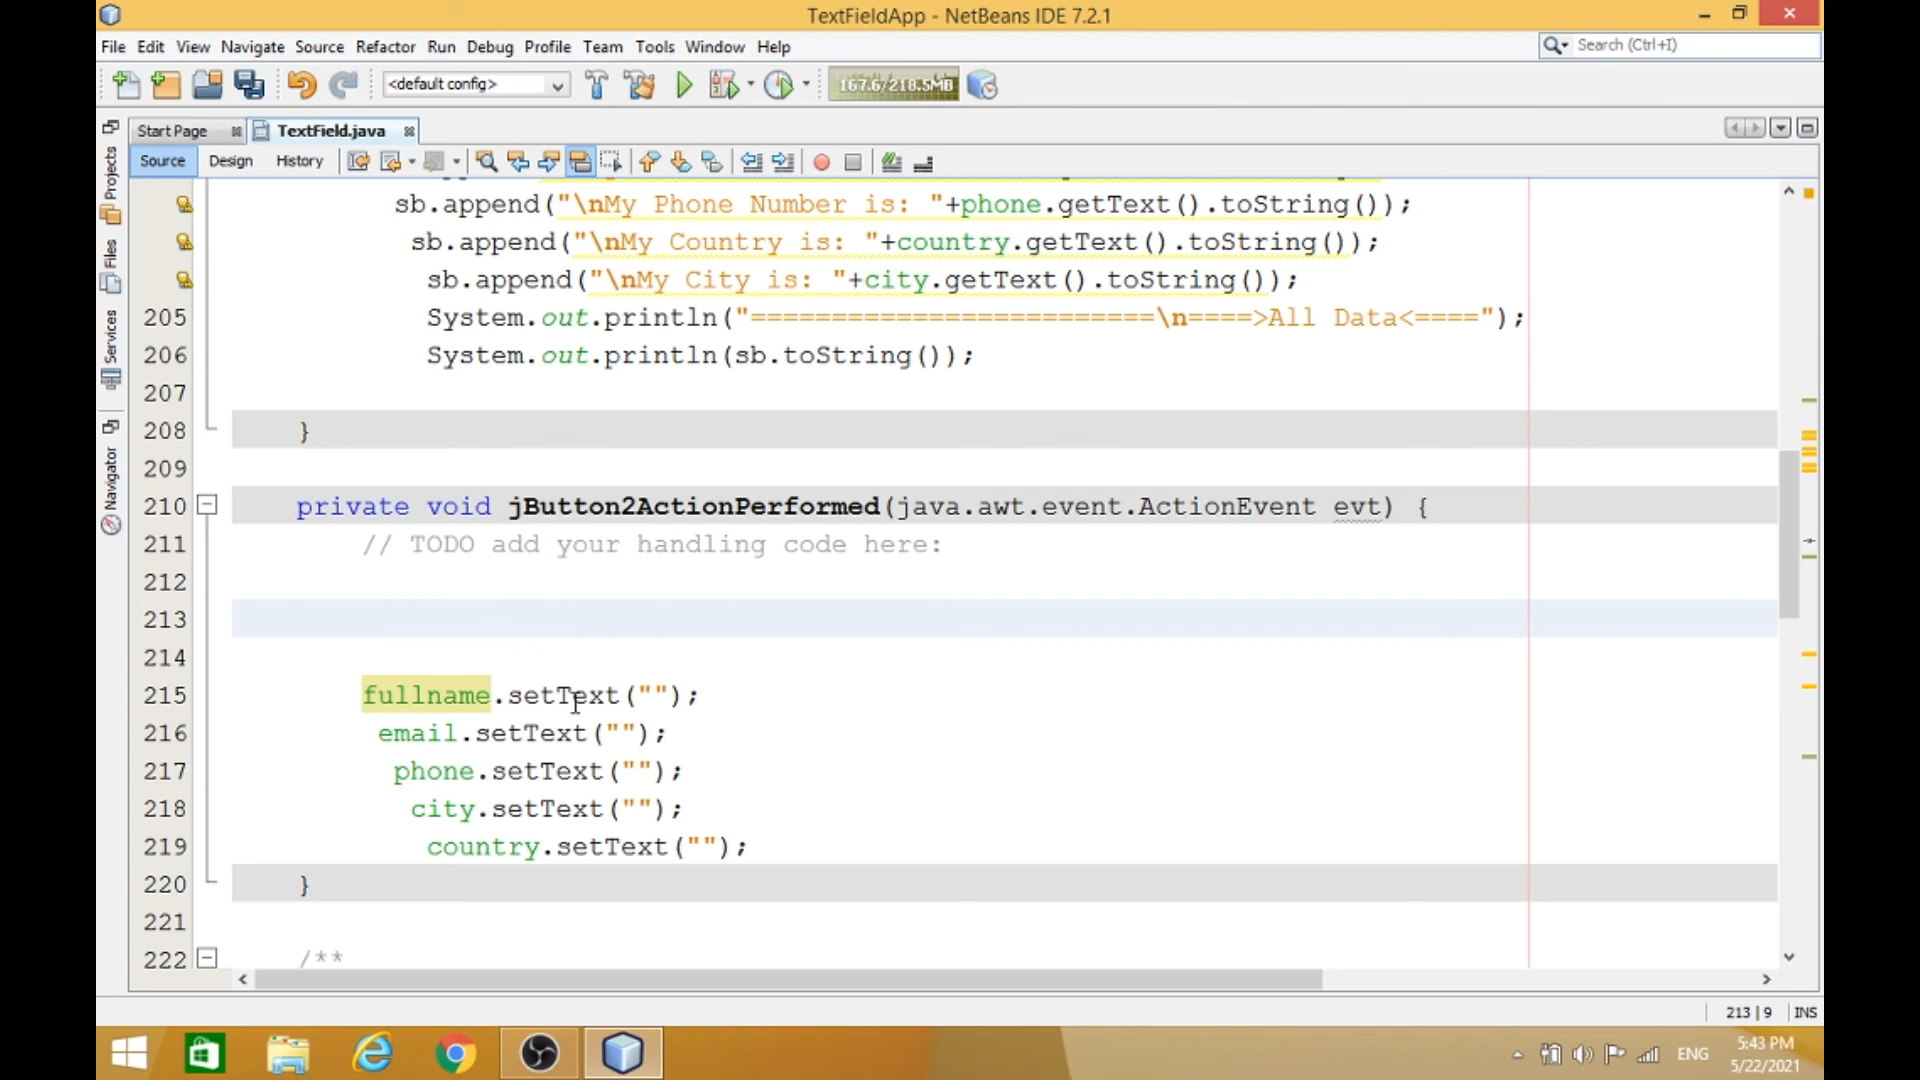 TextFieldApp - NetBeans IDE 7.2.1
File Edit View Navigate Source Refactor Run Debug Profile Team Tools Window Help
Search (Ctrl+I)
<default config>
167.6/218.5MB
Start Page TextField.java
Source Design History
Projects
Files
Services
Navigator
sb.append("\nMy Phone Number is: "+phone.getText().toString());
sb.append("\nMy Country is: "+country.getText().toString());
sb.append("\nMy City is: "+city.getText().toString());
205 System.out.println("=========================\n====>All Data<====");
206 System.out.println(sb.toString());
207
208 }
209
210 private void jButton2ActionPerformed(java.awt.event.ActionEvent evt) {
211 // TODO add your handling code here:
212
213
214
215 fullname.setText("");
216 email.setText("");
217 phone.setText("");
218 city.setText("");
219 country.setText("");
220 }
221
222 /**
213 | 9 INS
ENG
5:43 PM
5/22/2021